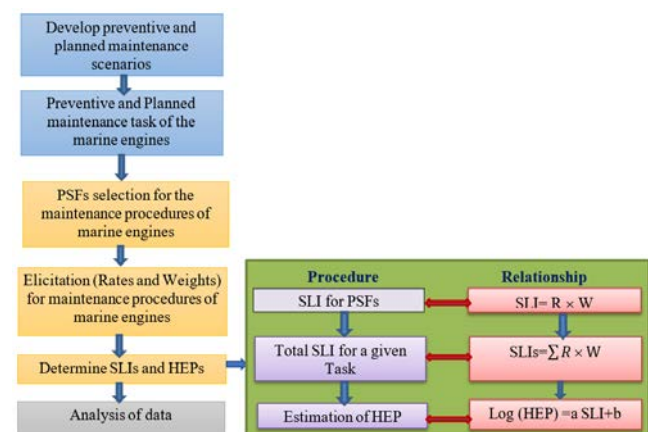 Develop preventive and
planned maintenance
scenarios
Preventive and Planned
maintenance task of the
marine engines
PSFs selection for the
maintenance procedures of
marine engines
Elicitation (Rates and Weights)
for maintenance procedures of
marine engines
Determine SLIs and HEPs
Analysis of data
Procedure
Relationship
SLI for PSFs
SLI= R × W
Total SLI for a given
Task
SLIs=∑ R × W
Estimation of HEP
Log (HEP) =a SLI+b